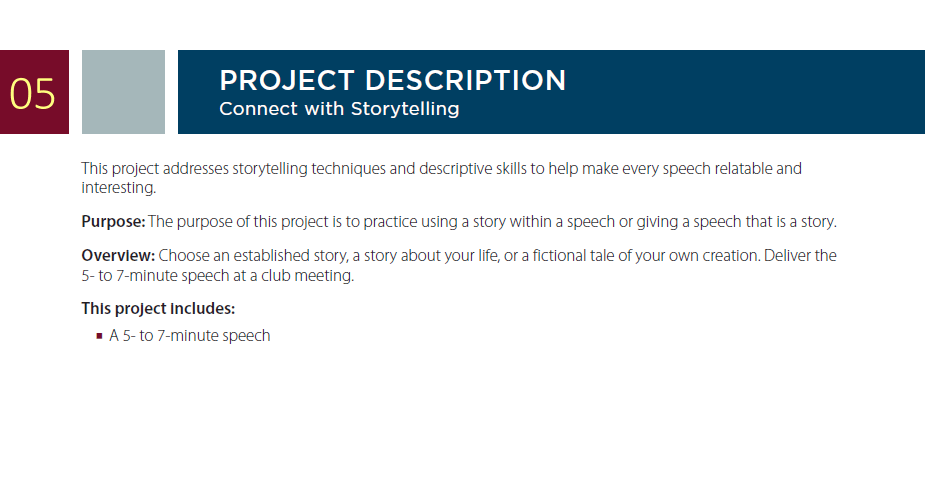 05
PROJECT DESCRIPTION
Connect with Storytelling
This project addresses storytelling techniques and descriptive skills to help make every speech relatable and
interesting.
Purpose: The purpose of this project is to practice using a story within a speech or giving a speech that is a story.
Overview: Choose an established story, a story about your life, or a fictional tale of your own creation. Deliver the
5- to 7-minute speech at a club meeting.
This project includes:
▪ A 5- to 7-minute speech